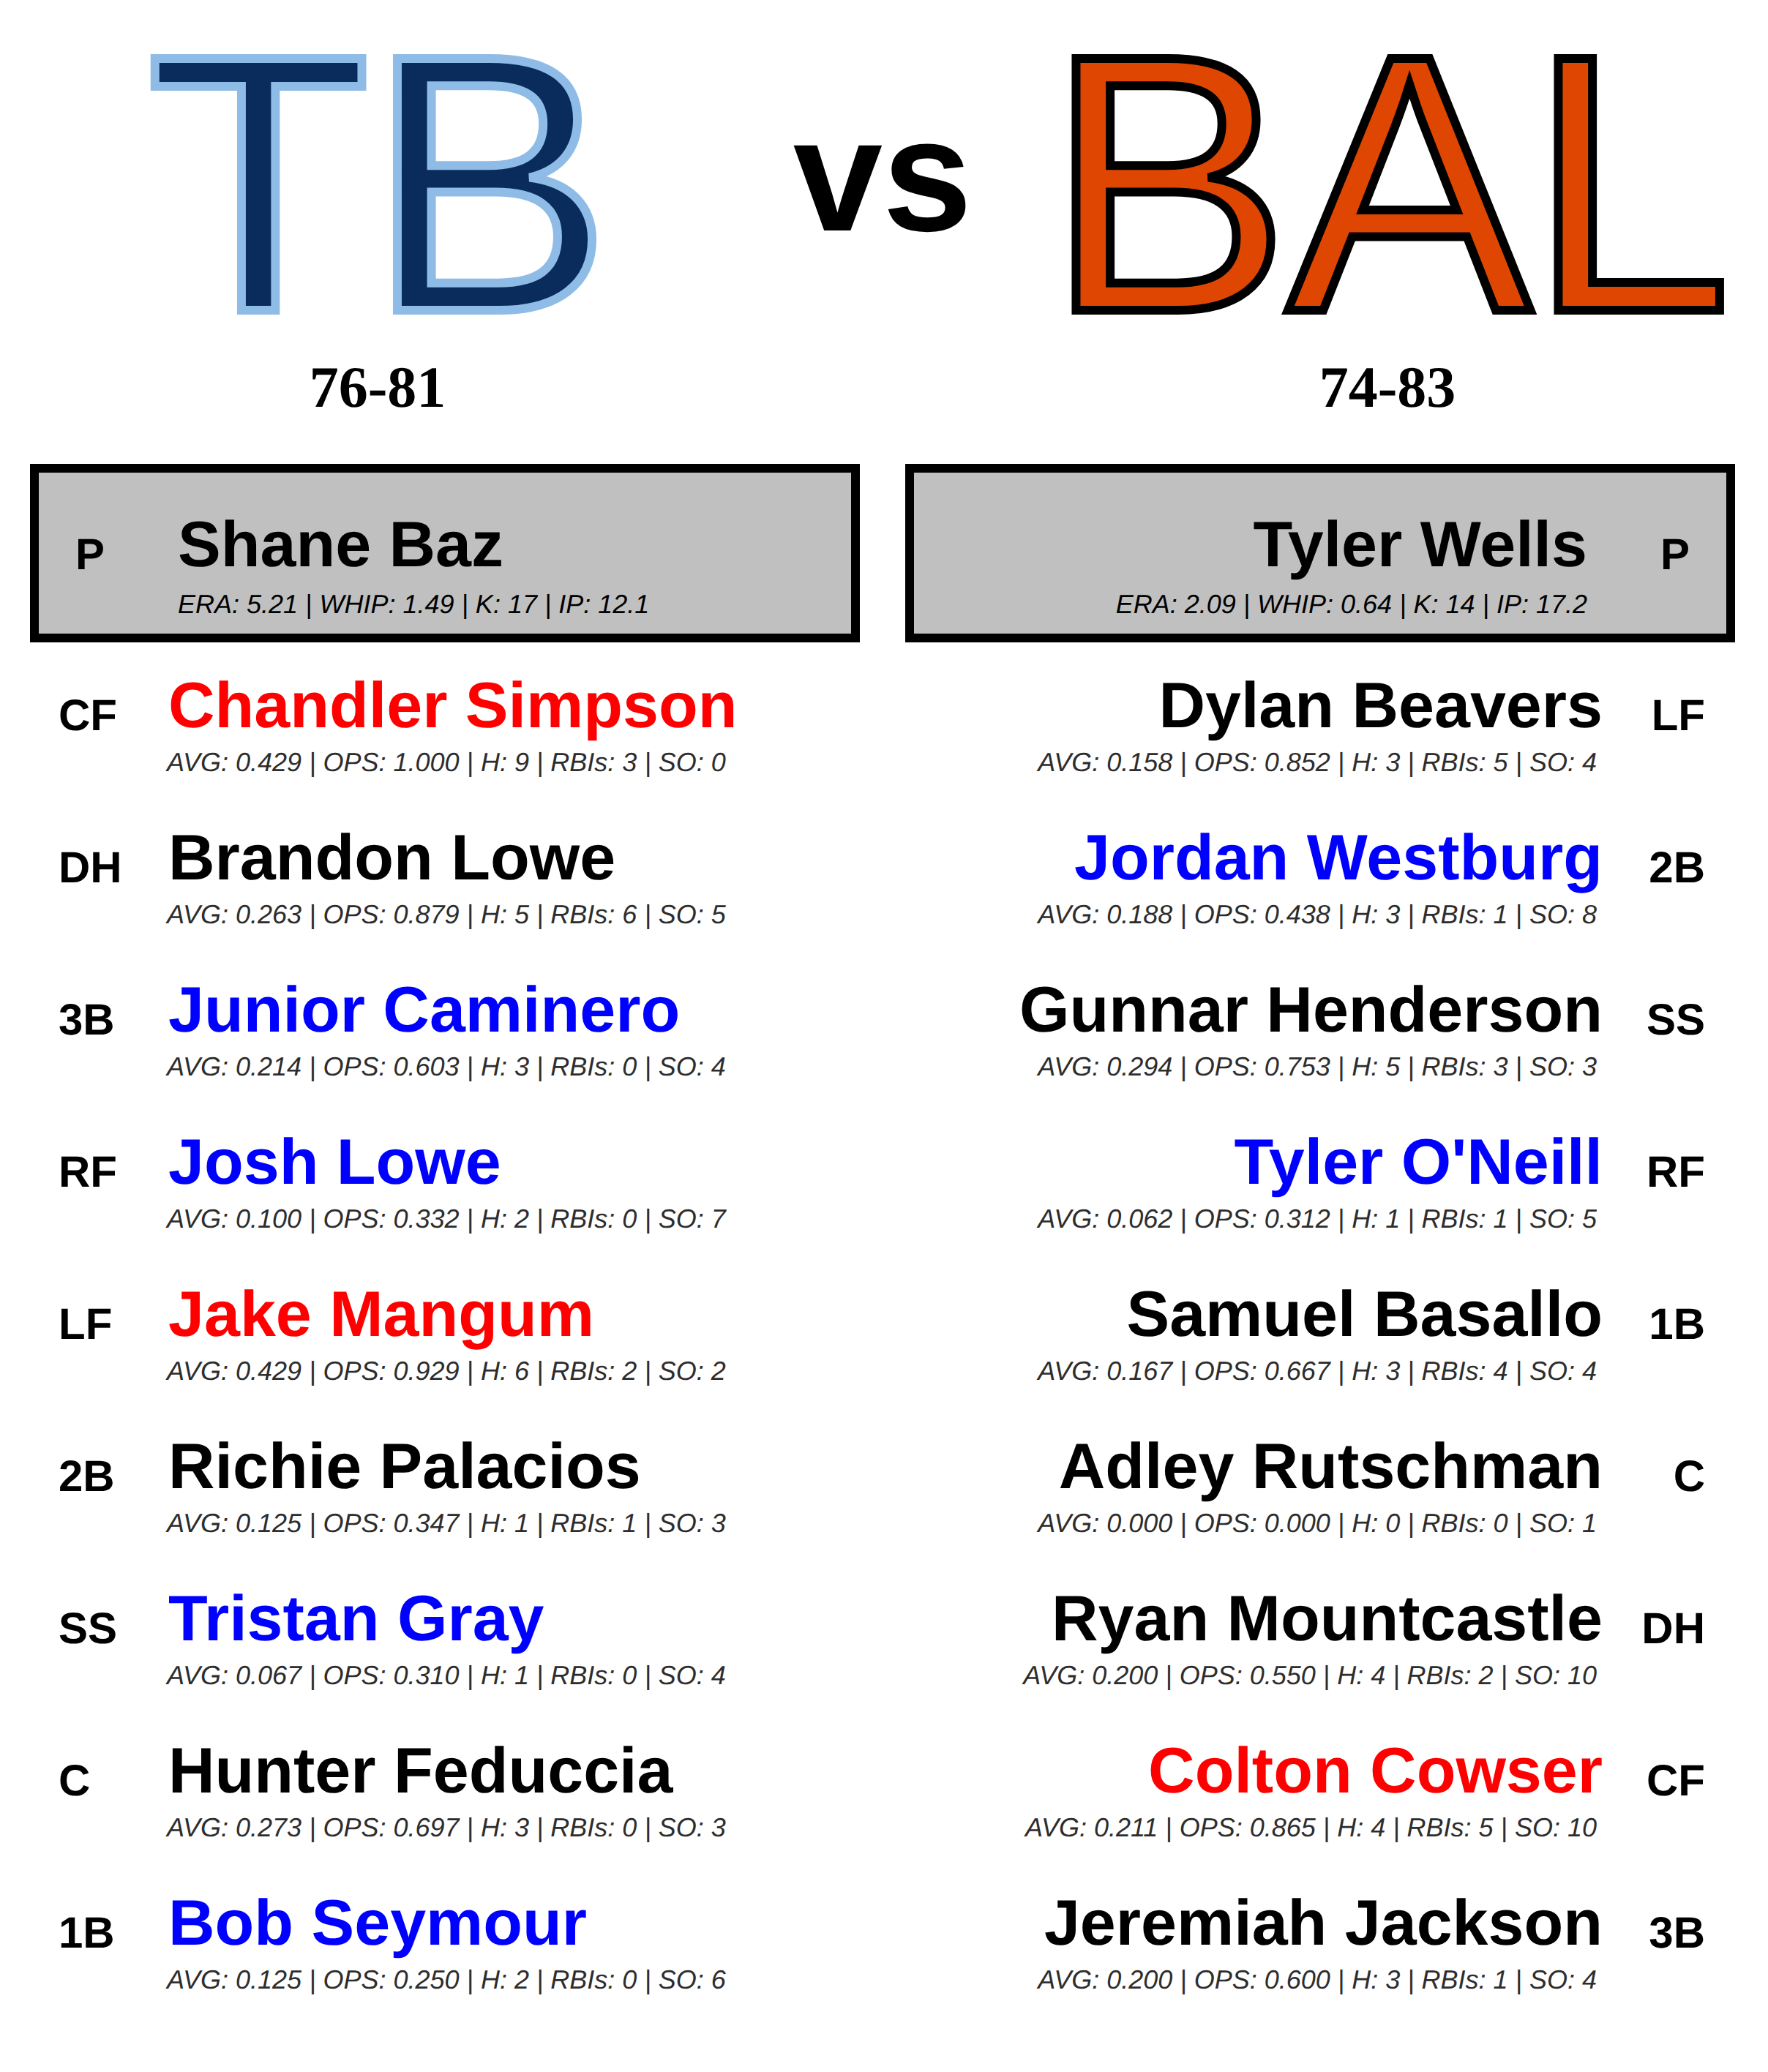 TB vs BAL
76-81
74-83
P Shane Baz
ERA: 5.21 | WHIP: 1.49 | K: 17 | IP: 12.1
Tyler Wells P
ERA: 2.09 | WHIP: 0.64 | K: 14 | IP: 17.2
CF Chandler Simpson
AVG: 0.429 | OPS: 1.000 | H: 9 | RBIs: 3 | SO: 0
DH Brandon Lowe
AVG: 0.263 | OPS: 0.879 | H: 5 | RBIs: 6 | SO: 5
3B Junior Caminero
AVG: 0.214 | OPS: 0.603 | H: 3 | RBIs: 0 | SO: 4
RF Josh Lowe
AVG: 0.100 | OPS: 0.332 | H: 2 | RBIs: 0 | SO: 7
LF Jake Mangum
AVG: 0.429 | OPS: 0.929 | H: 6 | RBIs: 2 | SO: 2
2B Richie Palacios
AVG: 0.125 | OPS: 0.347 | H: 1 | RBIs: 1 | SO: 3
SS Tristan Gray
AVG: 0.067 | OPS: 0.310 | H: 1 | RBIs: 0 | SO: 4
C Hunter Feduccia
AVG: 0.273 | OPS: 0.697 | H: 3 | RBIs: 0 | SO: 3
1B Bob Seymour
AVG: 0.125 | OPS: 0.250 | H: 2 | RBIs: 0 | SO: 6
Dylan Beavers LF
AVG: 0.158 | OPS: 0.852 | H: 3 | RBIs: 5 | SO: 4
Jordan Westburg 2B
AVG: 0.188 | OPS: 0.438 | H: 3 | RBIs: 1 | SO: 8
Gunnar Henderson SS
AVG: 0.294 | OPS: 0.753 | H: 5 | RBIs: 3 | SO: 3
Tyler O'Neill RF
AVG: 0.062 | OPS: 0.312 | H: 1 | RBIs: 1 | SO: 5
Samuel Basallo 1B
AVG: 0.167 | OPS: 0.667 | H: 3 | RBIs: 4 | SO: 4
Adley Rutschman C
AVG: 0.000 | OPS: 0.000 | H: 0 | RBIs: 0 | SO: 1
Ryan Mountcastle DH
AVG: 0.200 | OPS: 0.550 | H: 4 | RBIs: 2 | SO: 10
Colton Cowser CF
AVG: 0.211 | OPS: 0.865 | H: 4 | RBIs: 5 | SO: 10
Jeremiah Jackson 3B
AVG: 0.200 | OPS: 0.600 | H: 3 | RBIs: 1 | SO: 4